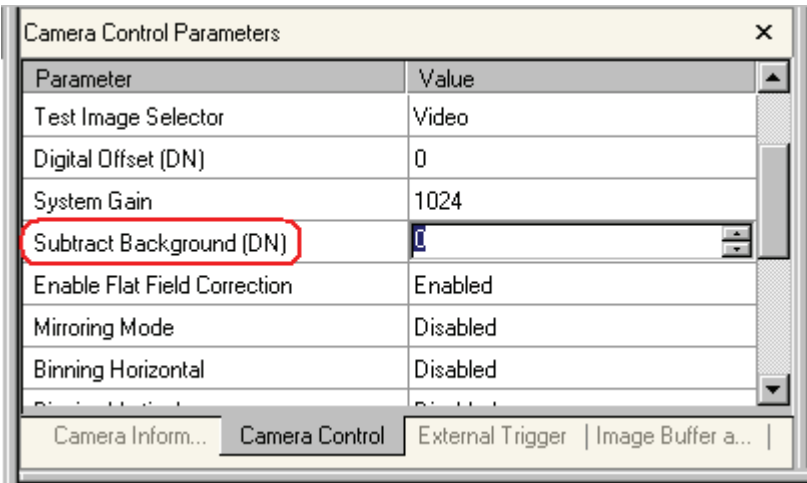 Camera Control Parameters
Parameter Value
Test Image Selector Video
Digital Offset (DN) 0
System Gain 1024
Subtract Background (DN) 0
Enable Flat Field Correction Enabled
Mirroring Mode Disabled
Binning Horizontal Disabled
Camera Inform... Camera Control External Trigger Image Buffer a...